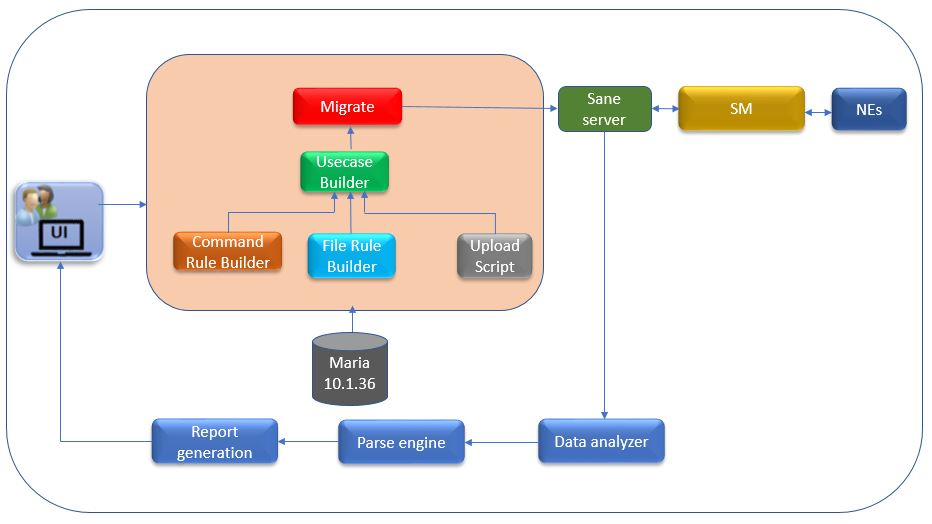 Migrate
Sane
server
SM
NEs
Usecase
Builder
UI
Command
Rule Builder
File Rule
Builder
Upload
Script
Maria
10.1.36
Report
generation
Parse engine
Data analyzer